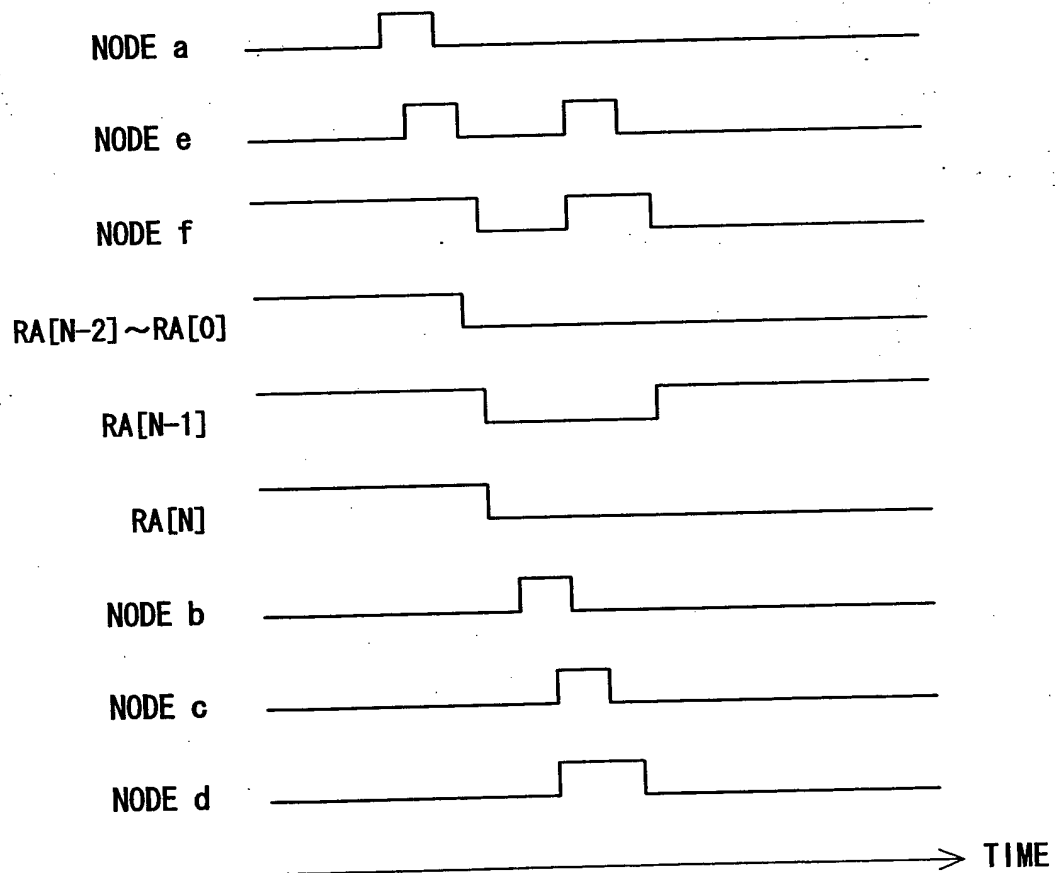 NODE a
NODE e
NODE f
RA[N-2]~RA[0]
RA[N-1]
RA[N]
NODE b
NODE c
NODE d
TIME